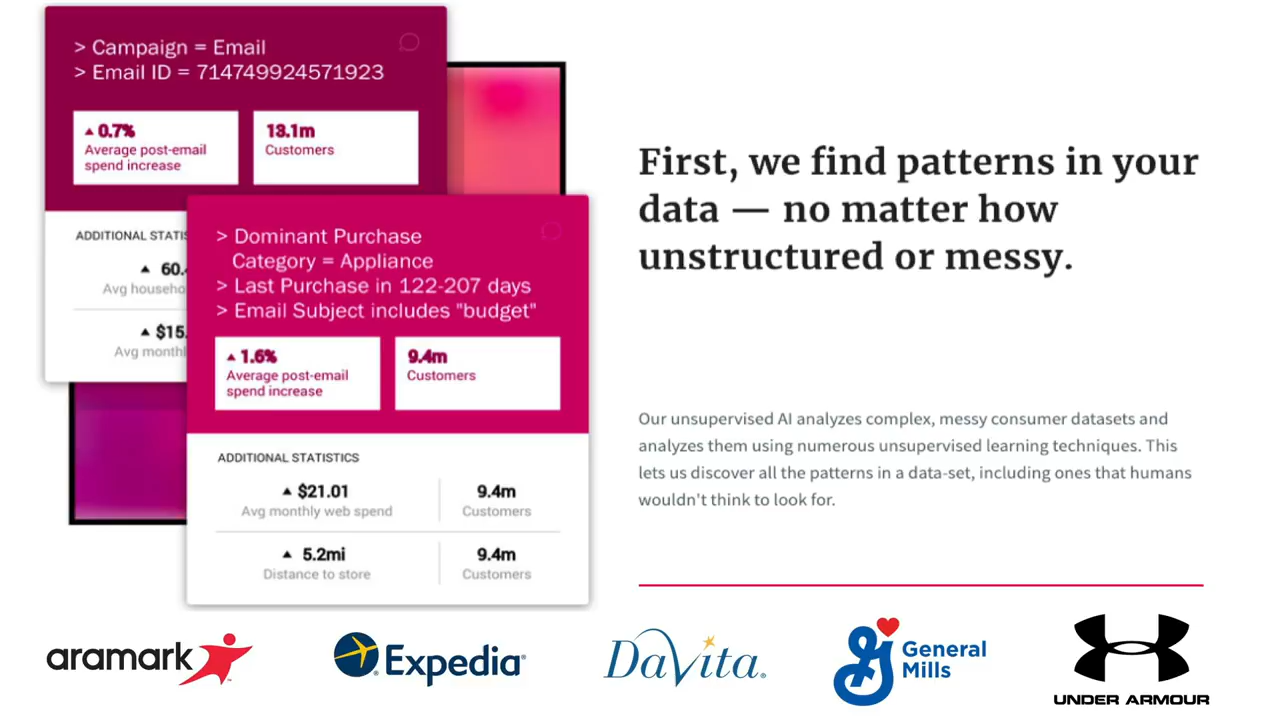 > Campaign = Email
> Email ID = 714749924571923
▲ 0.7%
Average post-email
spend increase
13.1m
Customers
ADDITIONAL STATIS
▲ 60.
Avg househo
▲ $15.
Avg monthl
> Dominant Purchase
Category = Appliance
> Last Purchase in 122-207 days
> Email Subject includes "budget"
▲ 1.6%
Average post-email
spend increase
9.4m
Customers
ADDITIONAL STATISTICS
▲ $21.01
Avg monthly web spend
9.4m
Customers
▲ 5.2mi
Distance to store
9.4m
Customers
First, we find patterns in your
data — no matter how
unstructured or messy.
Our unsupervised AI analyzes complex, messy consumer datasets and
analyzes them using numerous unsupervised learning techniques. This
lets us discover all the patterns in a data-set, including ones that humans
wouldn't think to look for.
aramark
Expedia®
DaVita®
General
Mills
UNDER ARMOUR